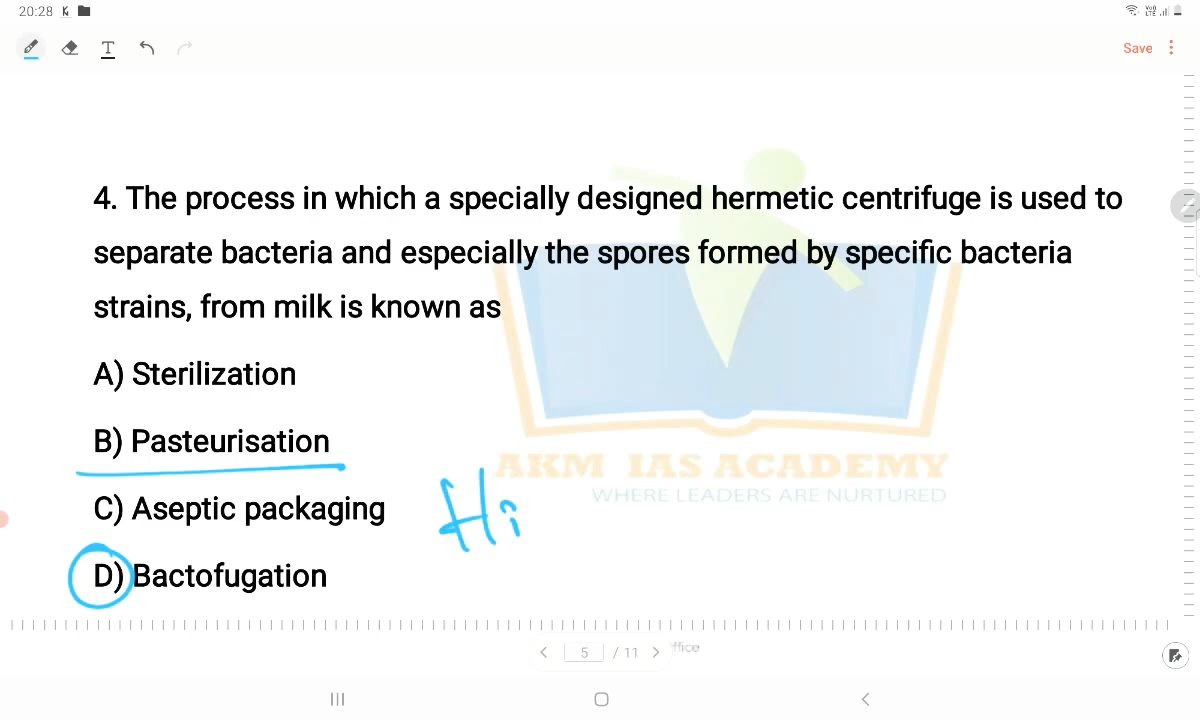 20:28
Save
4. The process in which a specially designed hermetic centrifuge is used to
separate bacteria and especially the spores formed by specific bacteria
strains, from milk is known as
A) Sterilization
B) Pasteurisation
AKM IAS ACADEMY
WHERE LEADERS ARE NURTURED
C) Aseptic packaging
Hi
D) Bactofugation
5 / 11
ffice